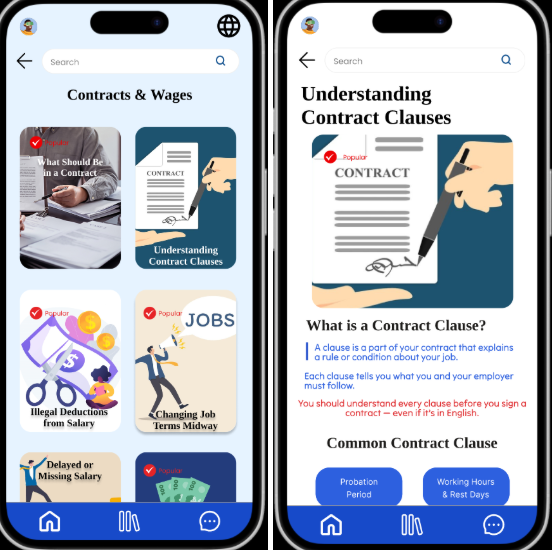 Search
Contracts & Wages
Popular
What Should Be
in a Contract
CONTRACT
Understanding
Contract Clauses
Popular
Illegal Deductions
from Salary
Popular
JOBS
Changing Job
Terms Midway
Delayed or
Missing Salary
Popular
100
100
Search
Understanding
Contract Clauses
Popular
CONTRACT
What is a Contract Clause?
A clause is a part of your contract that explains
a rule or condition about your job.
Each clause tells you what you and your employer
must follow.
You should understand every clause before you sign a
contract — even if it's in English.
Common Contract Clause
Probation
Period
Working Hours
& Rest Days